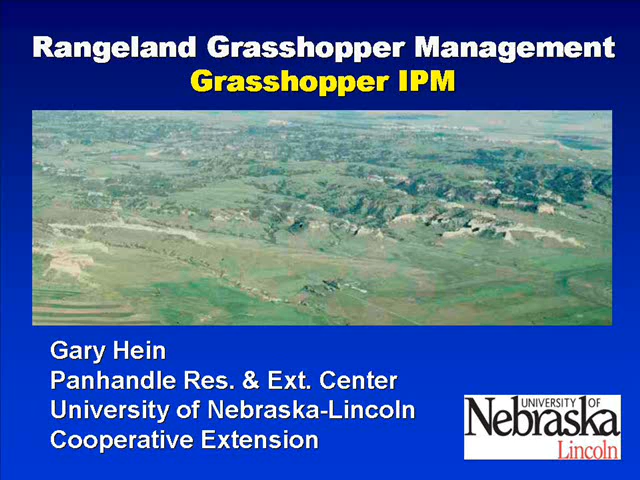 Rangeland Grasshopper Management
Grasshopper IPM
Gary Hein
Panhandle Res. & Ext. Center
University of Nebraska-Lincoln
Cooperative Extension
UNIVERSITY OF
Nebraska
Lincoln